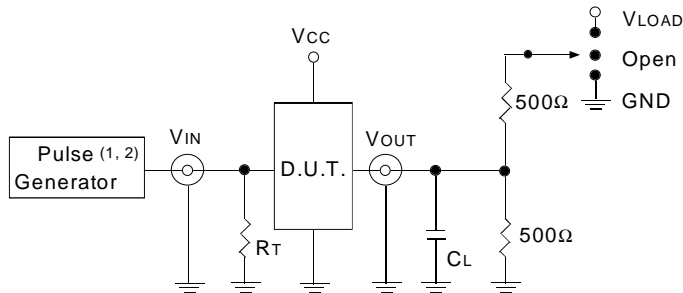 VLOAD
VCC
Open
500Ω
GND
VIN
VOUT
Pulse (1, 2)
Generator
D.U.T.
RT
CL
500Ω